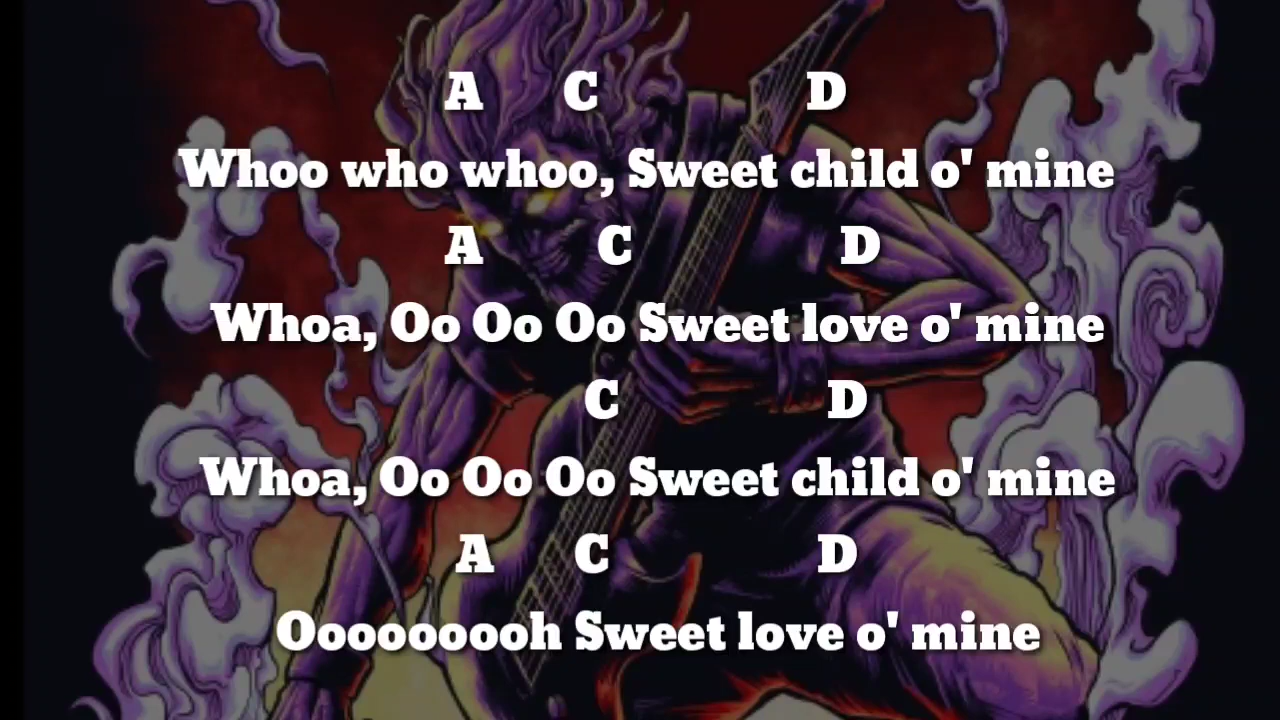 A C D
Whoo who whoo, Sweet child o' mine
A C D
Whoa, Oo Oo Oo Sweet love o' mine
C D
Whoa, Oo Oo Oo Sweet child o' mine
A C D
Ooooooooh Sweet love o' mine